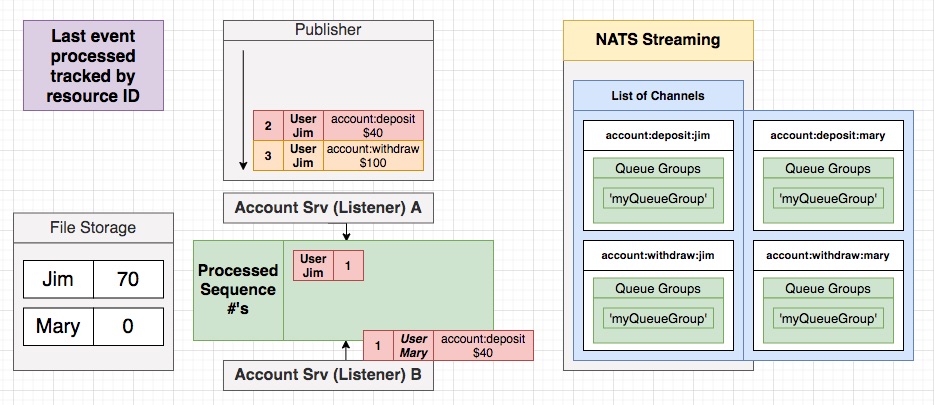 Last event
processed
tracked by
resource ID
Publisher
2
User
Jim
account:deposit
$40
3
User
Jim
account:withdraw
$100
Account Srv (Listener) A
File Storage
Jim
70
Mary
0
Processed
Sequence
#'s
User
Jim
1
1
User
Mary
account:deposit
$40
Account Srv (Listener) B
NATS Streaming
List of Channels
account:deposit:jim
Queue Groups
'myQueueGroup'
account:deposit:mary
Queue Groups
'myQueueGroup'
account:withdraw:jim
Queue Groups
'myQueueGroup'
account:withdraw:mary
Queue Groups
'myQueueGroup'